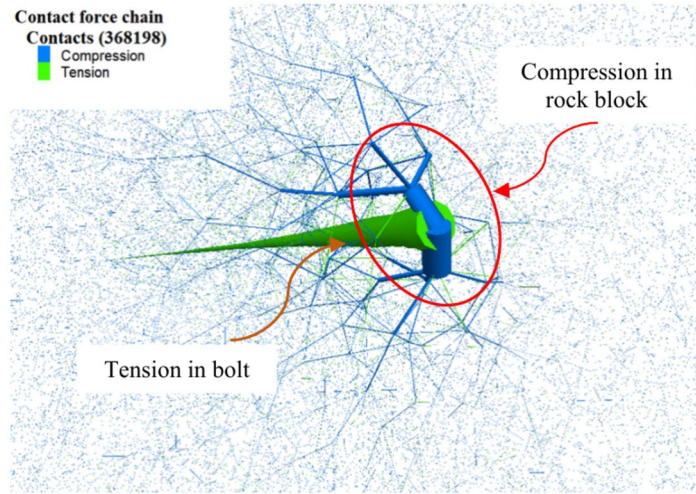 Contact force chain
Contacts (368198)
Compression
Tension
Compression in
rock block
Tension in bolt